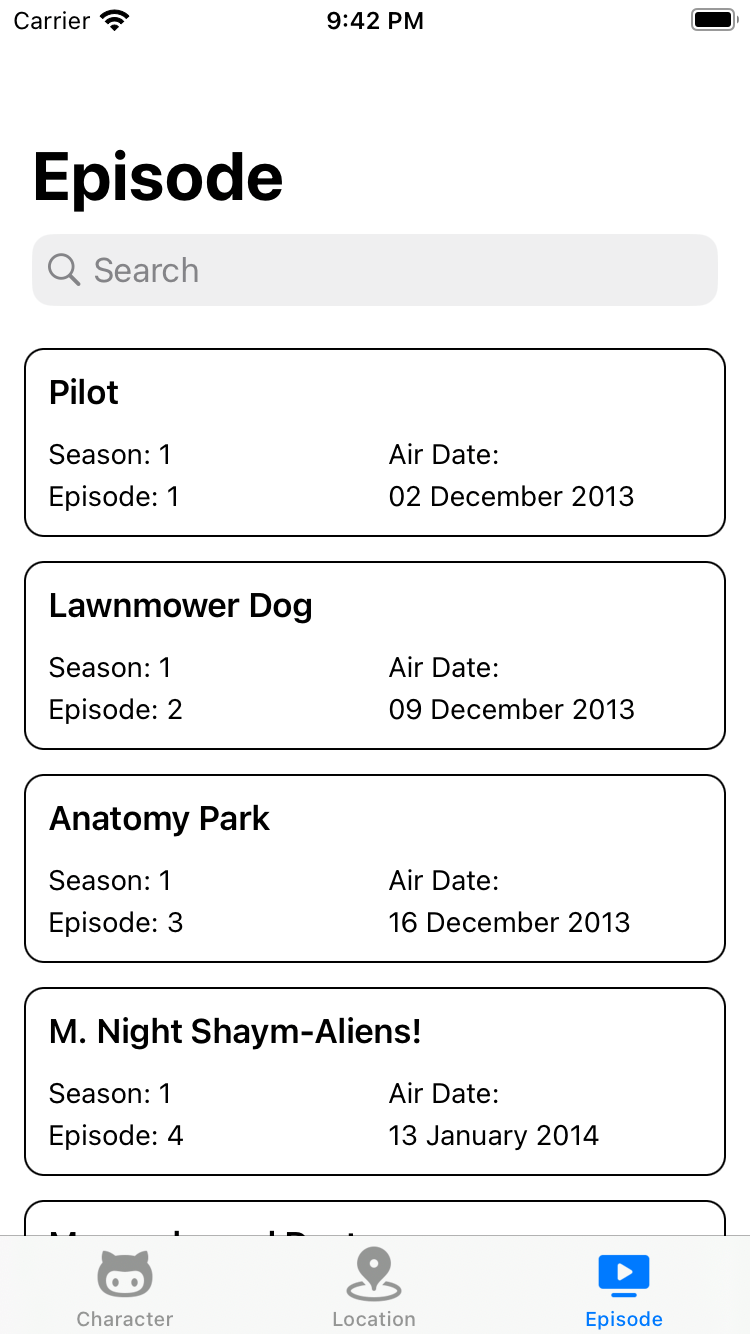 Carrier 9:42 PM
Episode
Search
Pilot
Season: 1 Air Date:
Episode: 1 02 December 2013
Lawnmower Dog
Season: 1 Air Date:
Episode: 2 09 December 2013
Anatomy Park
Season: 1 Air Date:
Episode: 3 16 December 2013
M. Night Shaym-Aliens!
Season: 1 Air Date:
Episode: 4 13 January 2014
Character Location Episode